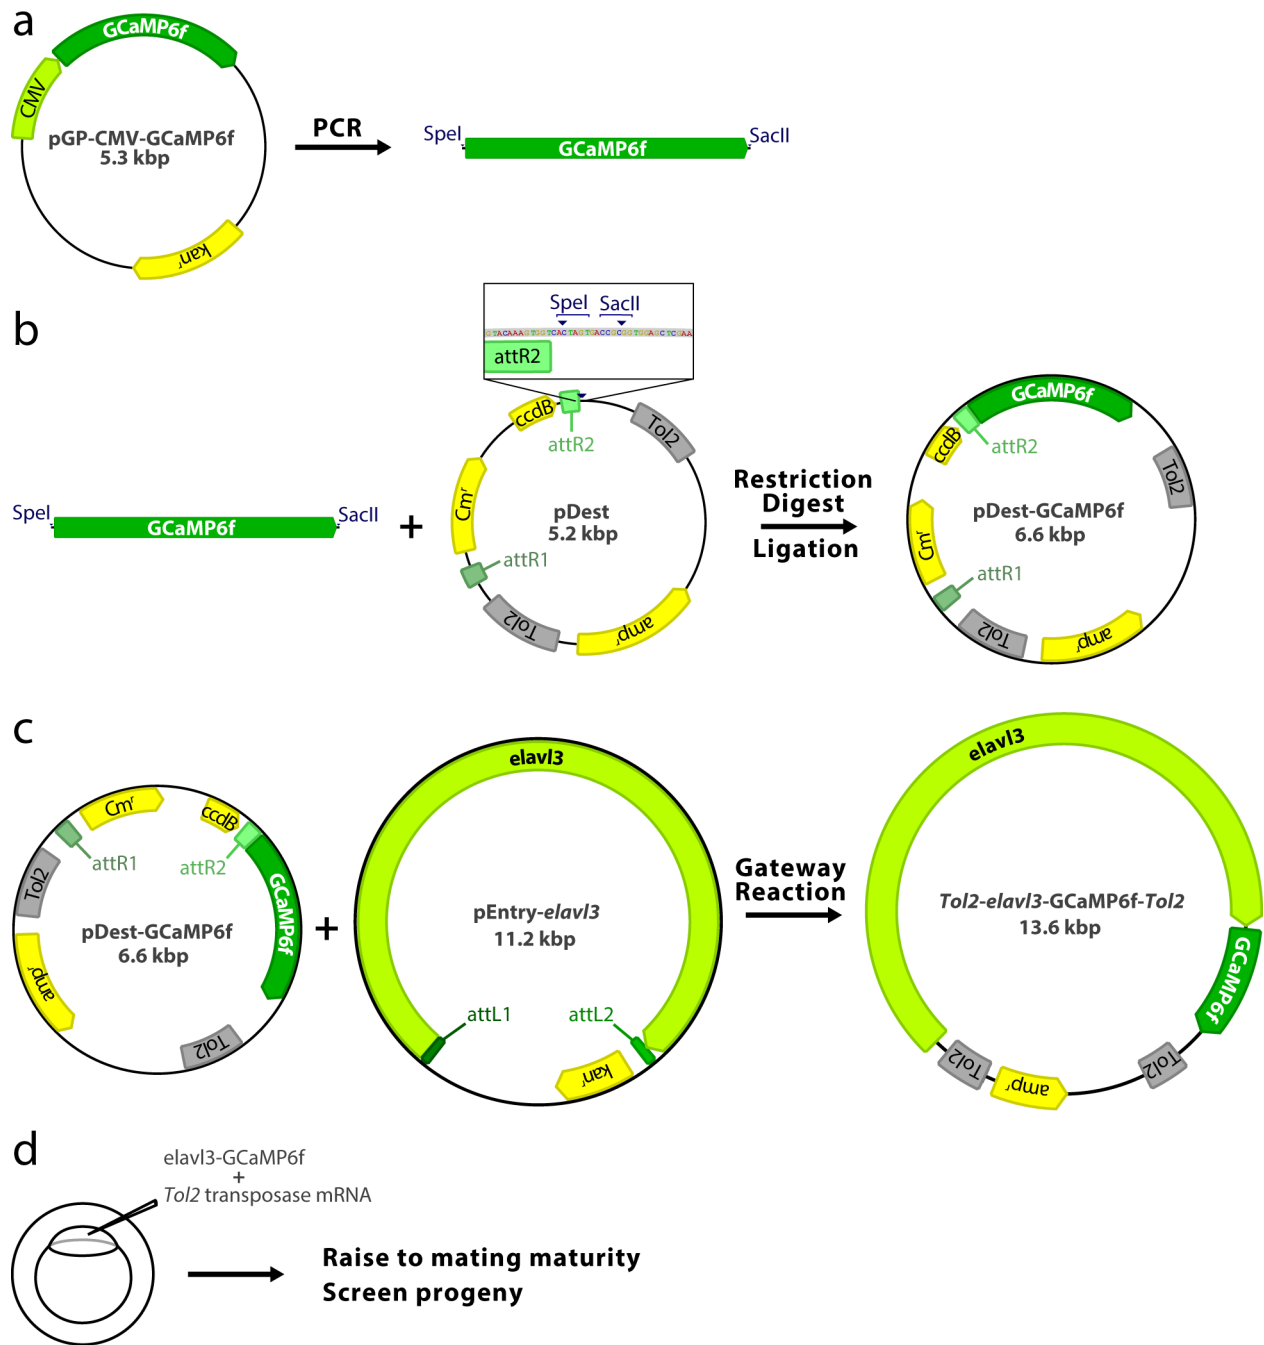 a
GCaMP6f
CMV
pGP-CMV-GCaMP6f
5.3 kbp
kanʳ
PCR
SpeI
GCaMP6f
SacII
b
SpeI SacII
GTACAAAGTGGTCACTAGTGACCGCGGTGGAGCTCGAA
attR2
ccdB
attR2
Tol2
Cmʳ
pDest
5.2 kbp
attR1
Tol2
ampʳ
SpeI
GCaMP6f
SacII
+
Restriction
Digest
Ligation
GCaMP6f
ccdB
attR2
Tol2
Cmʳ
pDest-GCaMP6f
6.6 kbp
attR1
Tol2
ampʳ
c
Cmʳ
ccdB
attR1
attR2
Tol2
GCaMP6f
pDest-GCaMP6f
6.6 kbp
ampʳ
Tol2
+
elavl3
pEntry-elavl3
11.2 kbp
attL1
attL2
kanʳ
Gateway
Reaction
elavl3
Tol2-elavl3-GCaMP6f-Tol2
13.6 kbp
GCaMP6f
Tol2
ampʳ
Tol2
d
elavl3-GCaMP6f
+
Tol2 transposase mRNA
Raise to mating maturity
Screen progeny